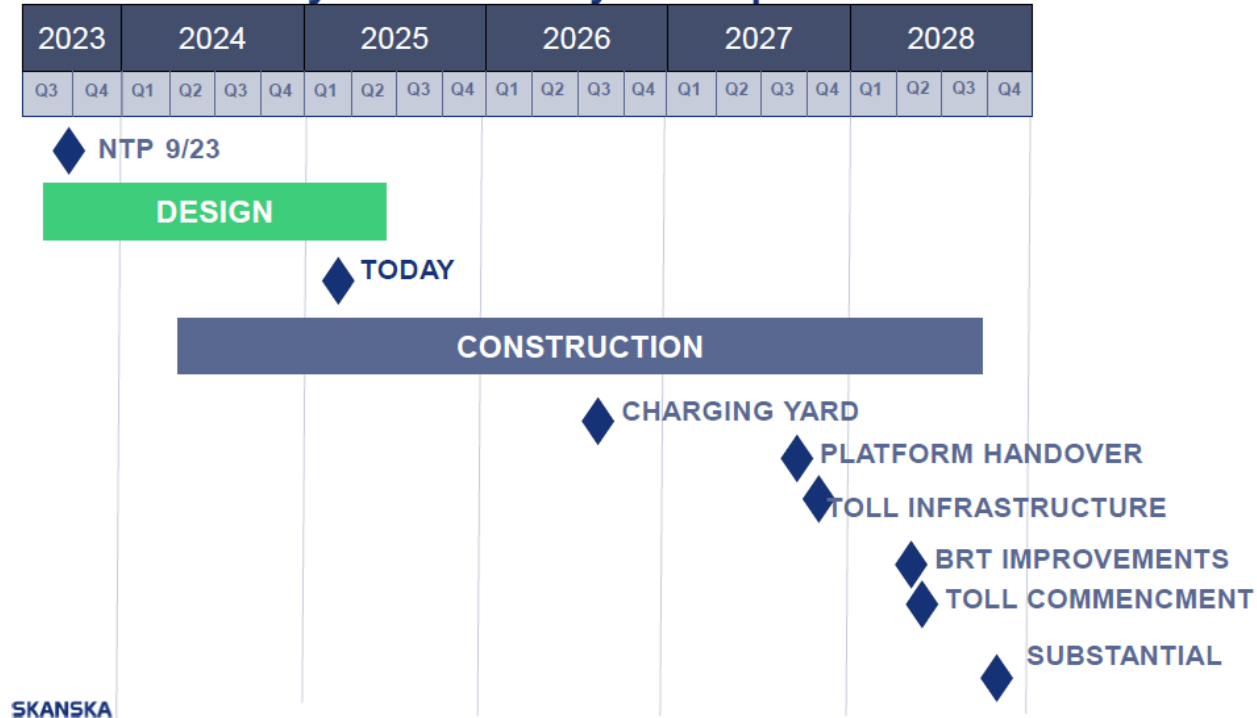 2023 2024 2025 2026 2027 2028
Q3 Q4 Q1 Q2 Q3 Q4 Q1 Q2 Q3 Q4 Q1 Q2 Q3 Q4 Q1 Q2 Q3 Q4 Q1 Q2 Q3 Q4
NTP 9/23
DESIGN
TODAY
CONSTRUCTION
CHARGING YARD
PLATFORM HANDOVER
TOLL INFRASTRUCTURE
BRT IMPROVEMENTS
TOLL COMMENCMENT
SUBSTANTIAL
SKANSKA